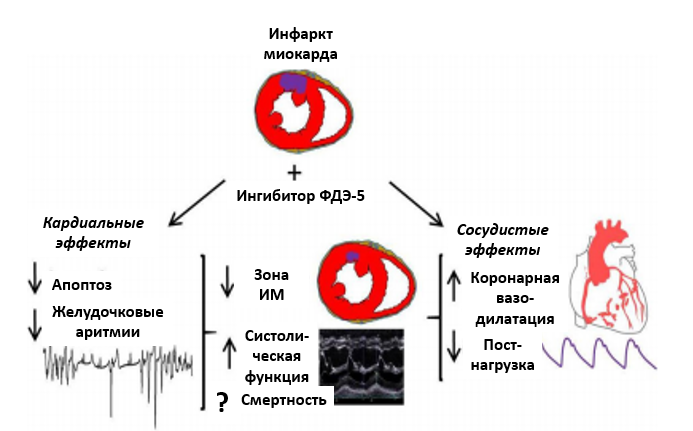 Инфаркт
миокарда
+
Ингибитор ФДЭ-5
Кардиальные
эффекты
Апоптоз
Желудочковые
аритмии
Зона
ИМ
Систоли-
ческая
функция
? Смертность
Сосудистые
эффекты
Коронарная
вазо-
дилатация
Пост-
нагрузка